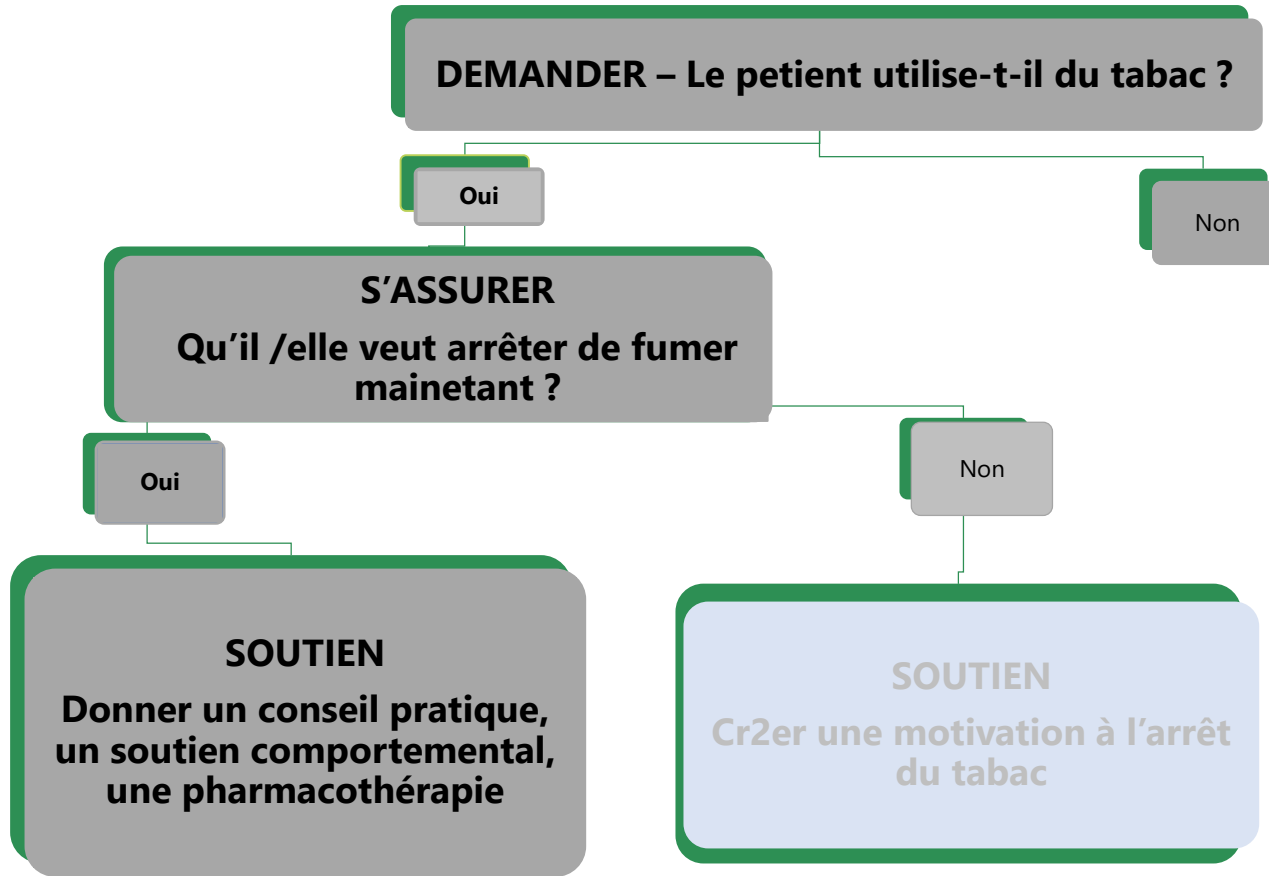 DEMANDER – Le petient utilise-t-il du tabac ?
Oui
Non
S’ASSURER
Qu’il /elle veut arrêter de fumer
mainetant ?
Oui
Non
SOUTIEN
Donner un conseil pratique,
un soutien comportemental,
une pharmacothérapie
SOUTIEN
Cr2er une motivation à l’arrêt
du tabac